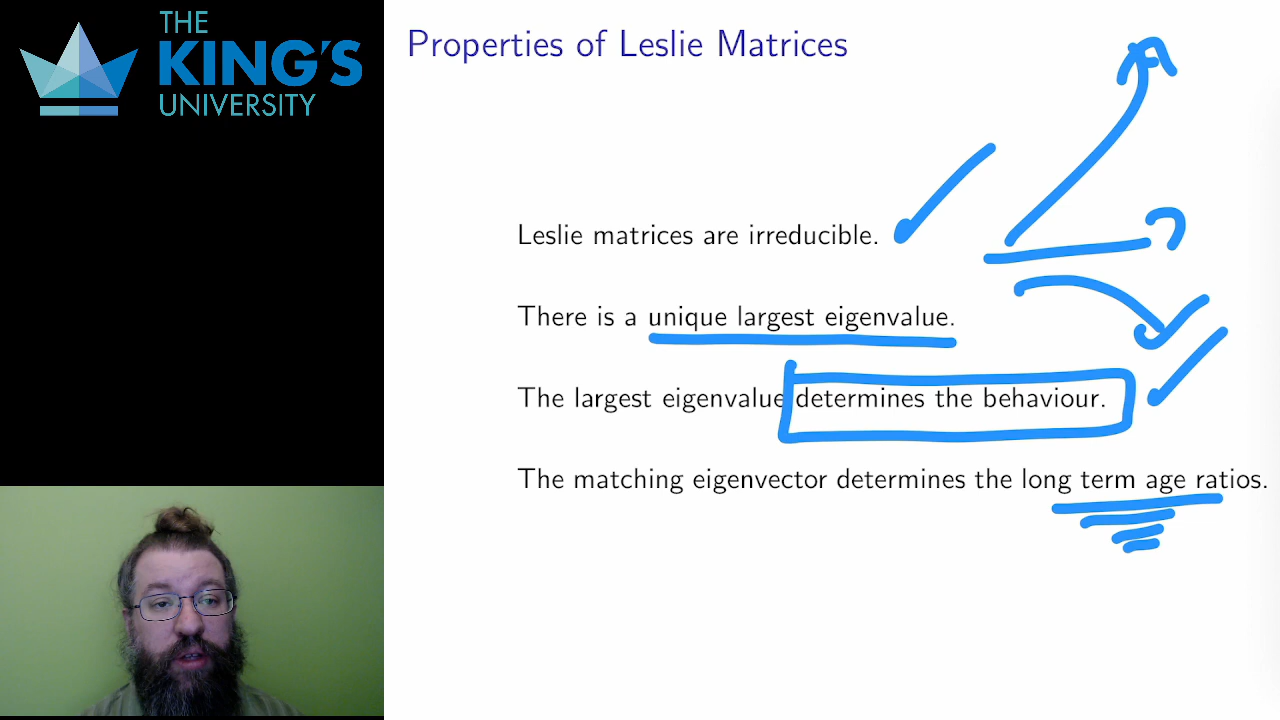 THE
KING'S
UNIVERSITY
Properties of Leslie Matrices
Leslie matrices are irreducible.
There is a unique largest eigenvalue.
The largest eigenvalue determines the behaviour.
The matching eigenvector determines the long term age ratios.